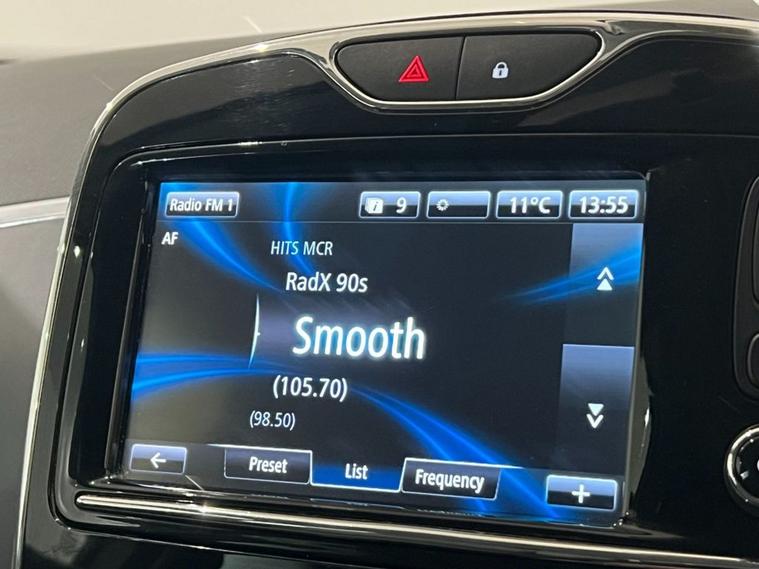 Radio FM 1
9
11°C
13:55
AF
HITS MCR
RadX 90s
Smooth
(105.70)
(98.50)
Preset
List
Frequency
+